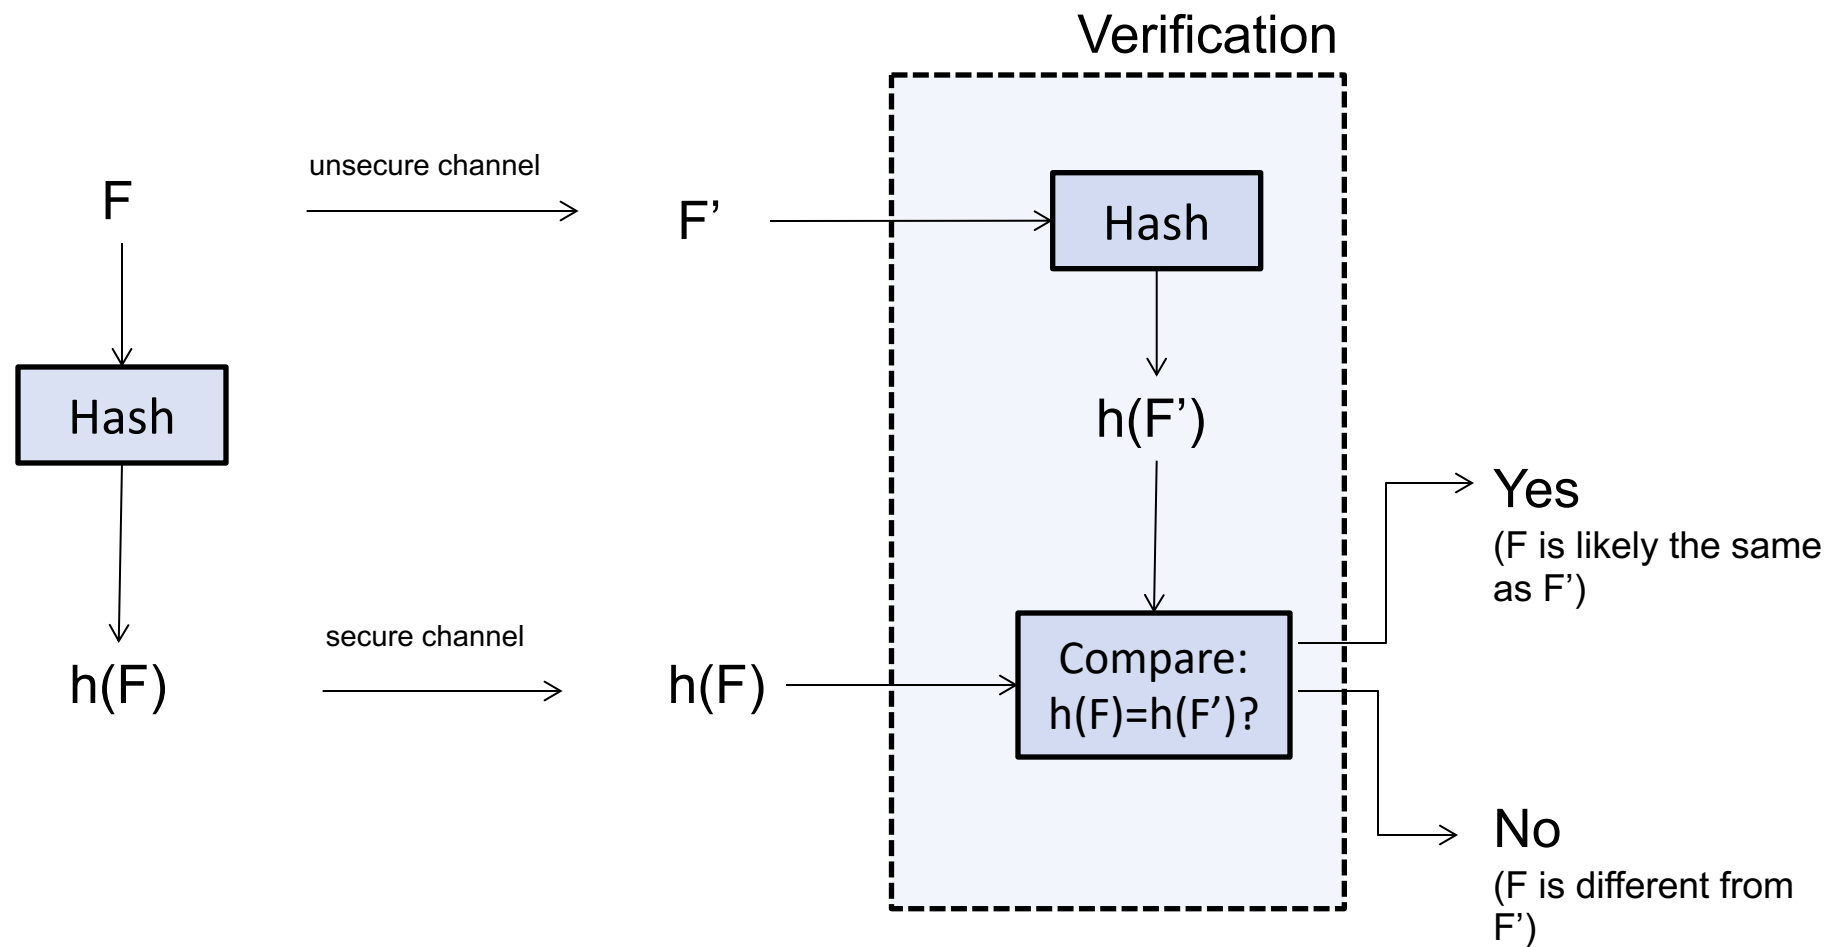 Verification
unsecure channel
F
F’
Hash
Hash
h(F’)
Yes
(F is likely the same
as F’)
secure channel
h(F)
h(F)
Compare:
h(F)=h(F’)?
No
(F is different from
F’)